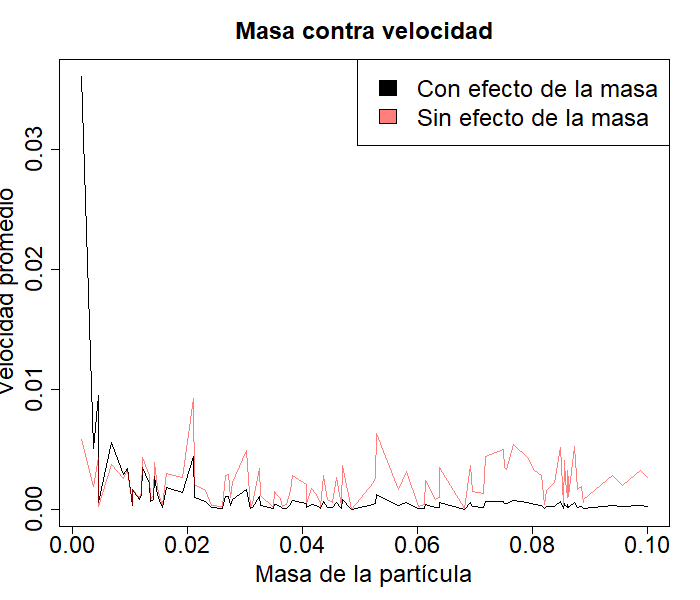 Masa contra velocidad
Con efecto de la masa
Sin efecto de la masa
Velocidad promedio
0.03
0.02
0.01
0.00
0.00 0.02 0.04 0.06 0.08 0.10
Masa de la partícula